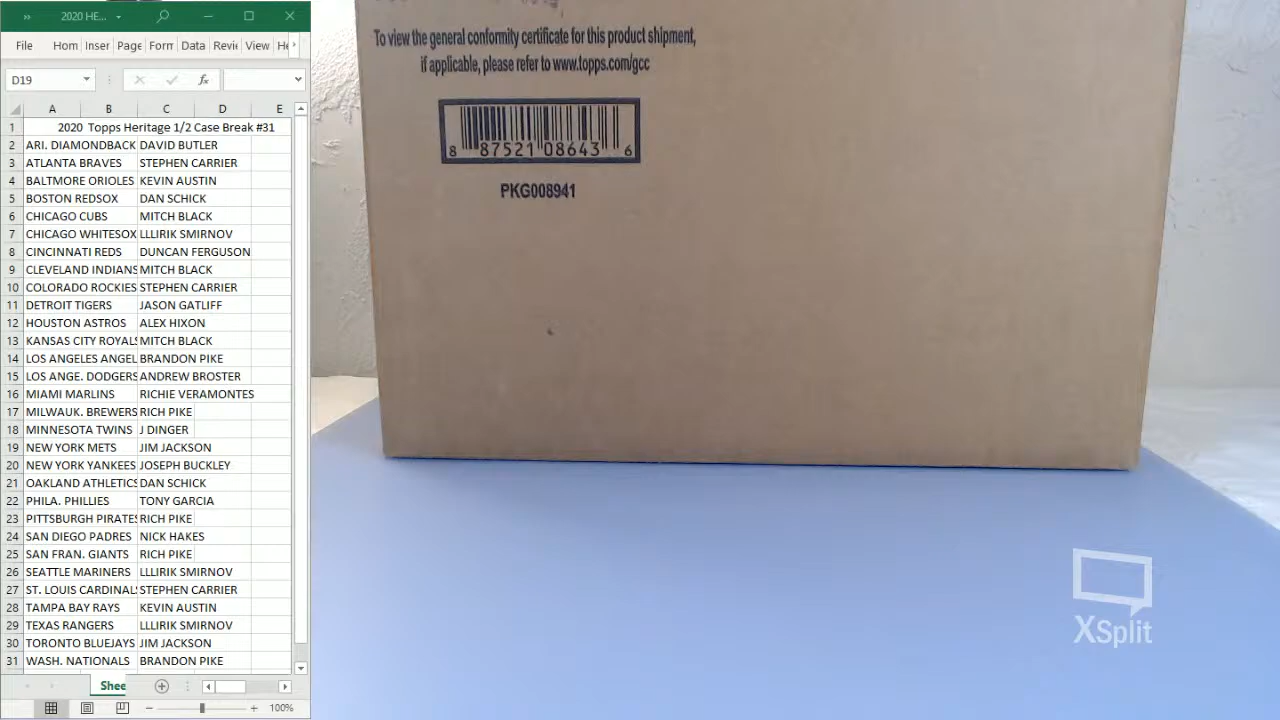 2020 HE...
File Hom Inser Page Forr Data Revie View He
D19
fx
A B C D E
1 2020 Topps Heritage 1/2 Case Break #31
2 ARI. DIAMONDBACK DAVID BUTLER
3 ATLANTA BRAVES STEPHEN CARRIER
4 BALTMORE ORIOLES KEVIN AUSTIN
5 BOSTON REDSOX DAN SCHICK
6 CHICAGO CUBS MITCH BLACK
7 CHICAGO WHITESOX LLLIRIK SMIRNOV
8 CINCINNATI REDS DUNCAN FERGUSON
9 CLEVELAND INDIANS MITCH BLACK
10 COLORADO ROCKIES STEPHEN CARRIER
11 DETROIT TIGERS JASON GATLIFF
12 HOUSTON ASTROS ALEX HIXON
13 KANSAS CITY ROYALS MITCH BLACK
14 LOS ANGELES ANGEL BRANDON PIKE
15 LOS ANGE. DODGERS ANDREW BROSTER
16 MIAMI MARLINS RICHIE VERAMONTES
17 MILWAUK. BREWERS RICH PIKE
18 MINNESOTA TWINS J DINGER
19 NEW YORK METS JIM JACKSON
20 NEW YORK YANKEES JOSEPH BUCKLEY
21 OAKLAND ATHLETICS DAN SCHICK
22 PHILA. PHILLIES TONY GARCIA
23 PITTSBURGH PIRATES RICH PIKE
24 SAN DIEGO PADRES NICK HAKES
25 SAN FRAN. GIANTS RICH PIKE
26 SEATTLE MARINERS LLLIRIK SMIRNOV
27 ST. LOUIS CARDINALS STEPHEN CARRIER
28 TAMPA BAY RAYS KEVIN AUSTIN
29 TEXAS RANGERS LLLIRIK SMIRNOV
30 TORONTO BLUEJAYS JIM JACKSON
31 WASH. NATIONALS BRANDON PIKE
Shee
100%
To view the general conformity certificate for this product shipment,
if applicable, please refer to www.topps.com/gcc
8 87521 08643 6
PKG008941
XSplit